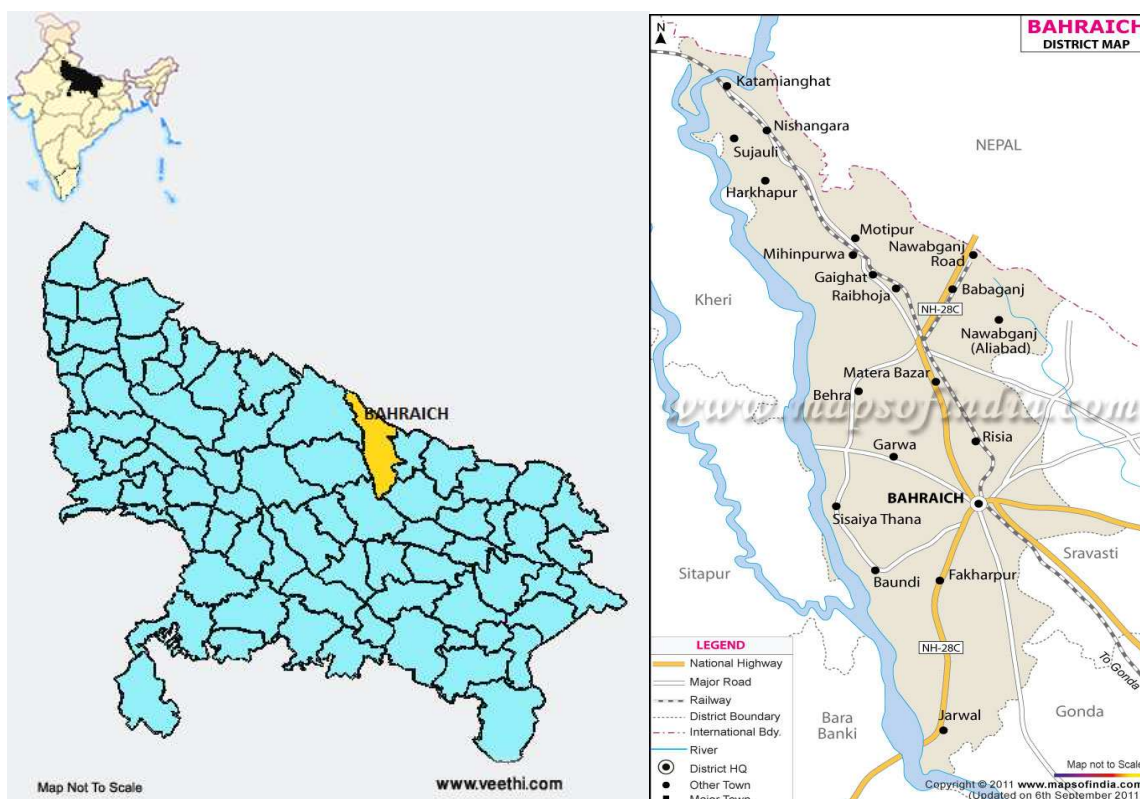 BAHRAICH
Map Not To Scale
www.veethi.com
BAHRAICH
DISTRICT MAP
N
Katamianghat
Nishangara
Sujauli
NEPAL
Harkhapur
Motipur
Mihinpurwa
Nawabganj
Road
Gaighat
Kheri
Raibhoja
Babaganj
NH-28C
Nawabganj
(Aliabad)
Matera Bazar
Behra
www.mapsofindia.com
Risia
Garwa
BAHRAICH
Sisaiya Thana
Sravasti
Sitapur
Baundi
Fakharpur
NH-28C
To Gonda
Jarwal
Bara
Banki
Gonda
LEGEND
National Highway
Major Road
Railway
District Boundary
International Bdy.
River
District HQ
Other Town
Major Town
Map not to Scale
Copyright © 2011 www.mapsofindia.com
(Updated on 6th September 2011)